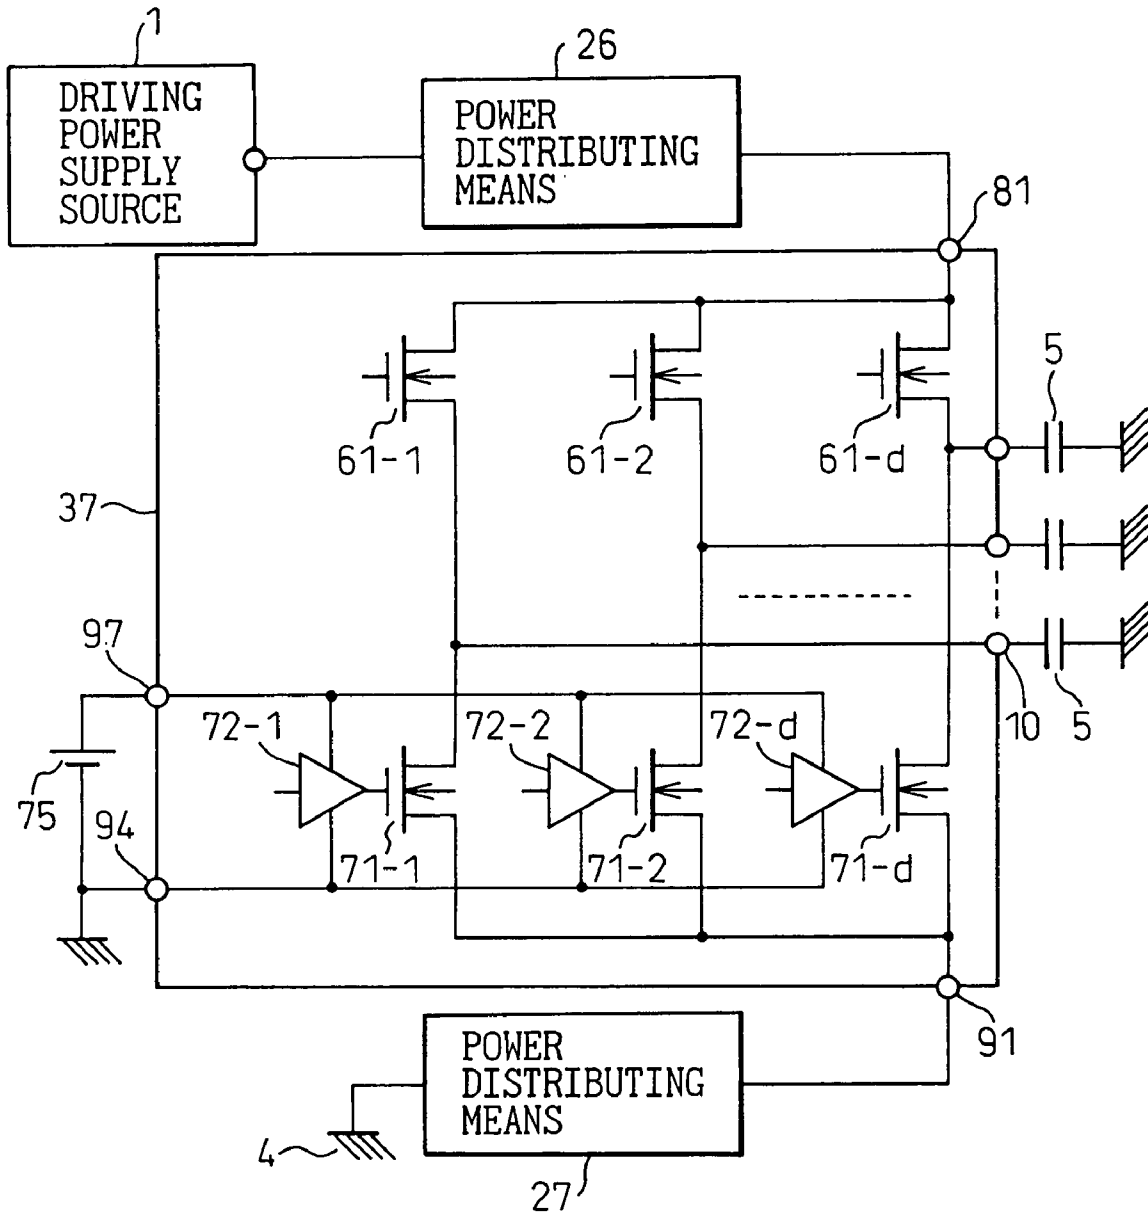 1
DRIVING
POWER
SUPPLY
SOURCE
26
POWER
DISTRIBUTING
MEANS
81
5
61-1
61-2
61-d
37
97
72-1
72-2
72-d
10
5
75
94
71-1
71-2
71-d
91
POWER
DISTRIBUTING
MEANS
4
27